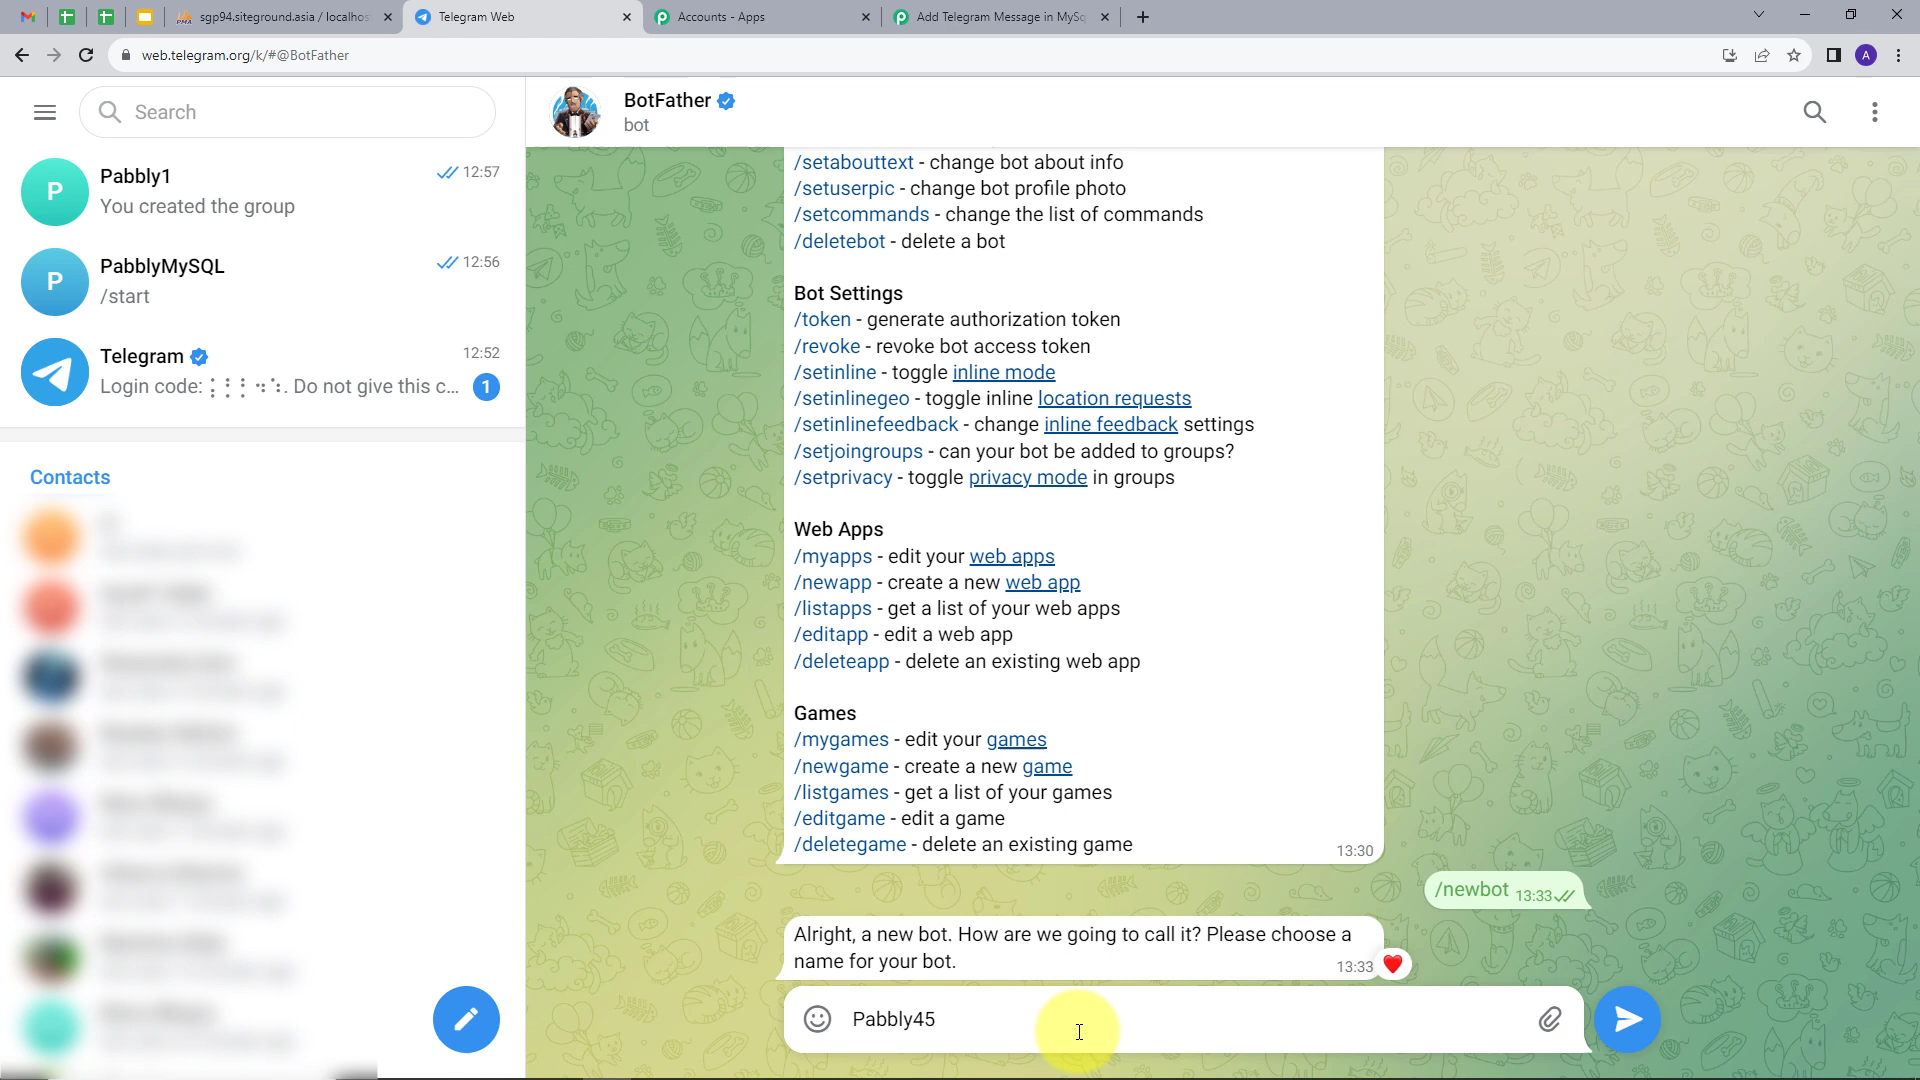 sgp94.siteground.asia / localhos
Telegram Web
Accounts - Apps
Add Telegram Message in MySq
web.telegram.org/k/#@BotFather
A
Search
BotFather
bot
P
Pabbly1
12:57
You created the group
P
PabblyMySQL
12:56
/start
Telegram
12:52
Login code: Do not give this c...
1
Contacts
/setabouttext - change bot about info
/setuserpic - change bot profile photo
/setcommands - change the list of commands
/deletebot - delete a bot
Bot Settings
/token - generate authorization token
/revoke - revoke bot access token
/setinline - toggle inline mode
/setinlinegeo - toggle inline location requests
/setinlinefeedback - change inline feedback settings
/setjoingroups - can your bot be added to groups?
/setprivacy - toggle privacy mode in groups
Web Apps
/myapps - edit your web apps
/newapp - create a new web app
/listapps - get a list of your web apps
/editapp - edit a web app
/deleteapp - delete an existing web app
Games
/mygames - edit your games
/newgame - create a new game
/listgames - get a list of your games
/editgame - edit a game
/deletegame - delete an existing game
13:30
/newbot 13:33
Alright, a new bot. How are we going to call it? Please choose a
name for your bot.
13:33
Pabbly45